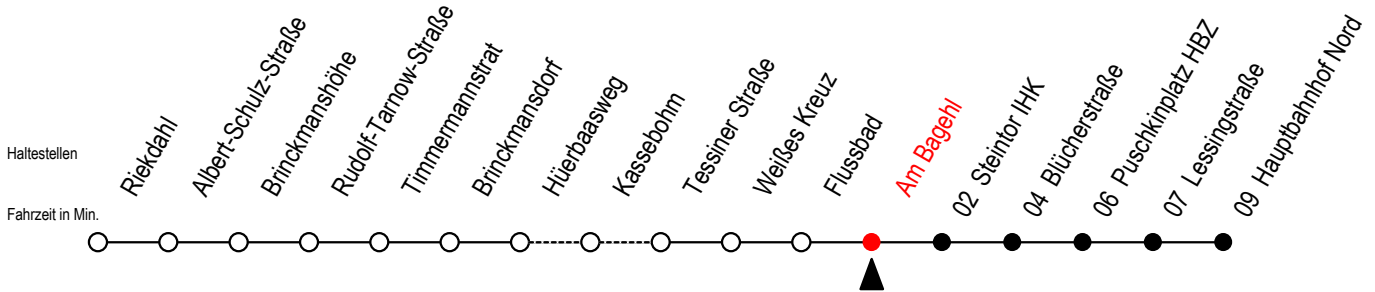 Haltestellen
Fahrzeit in Min.
Riekdahl
Albert-Schulz-Straße
Brinckmanshöhe
Rudolf-Tarnow-Straße
Timmermannstrat
Brinckmansdorf
Hüerbaasweg
Kassebohm
Tessiner Straße
Weißes Kreuz
Flussbad
Am Bagehl
02 Steintor IHK
04 Blücherstraße
06 Puschkinplatz HBZ
07 Lessingstraße
09 Hauptbahnhof Nord